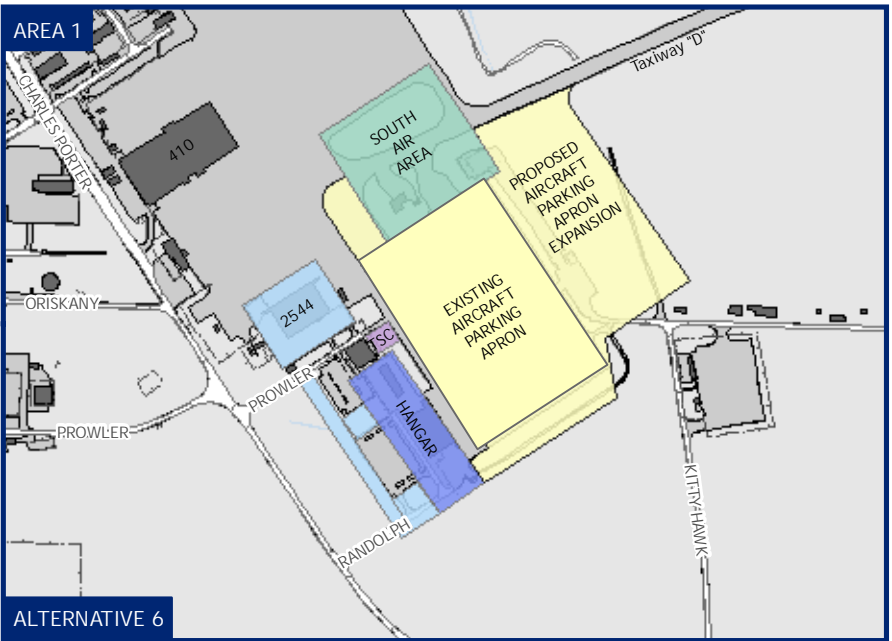 AREA 1
Taxiway "D"
CHARLES PORTER
410
SOUTH
AIR
AREA
PROPOSED
AIRCRAFT
PARKING
APRON
EXPANSION
EXISTING
AIRCRAFT
PARKING
APRON
ORISKANY
2544
TSC
PROWLER
HANGAR
PROWLER
KITTY HAWK
RANDOLPH
ALTERNATIVE 6